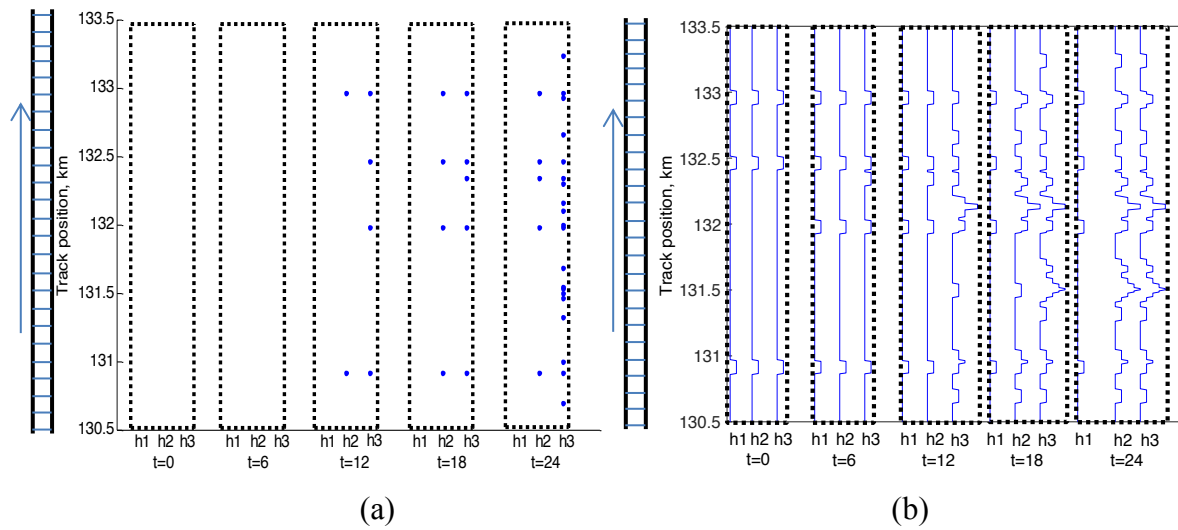 133.5
133
132.5
132
131.5
131
130.5
Track position, km
h1 h2 h3 h1 h2 h3 h1 h2 h3 h1 h2 h3 h1 h2 h3
t=0 t=6 t=12 t=18 t=24
(a)
133.5
133
132.5
132
131.5
131
130.5
Track position, km
h1 h2 h3 h1 h2 h3 h1 h2 h3 h1 h2 h3 h1 h2 h3
t=0 t=6 t=12 t=18 t=24
(b)